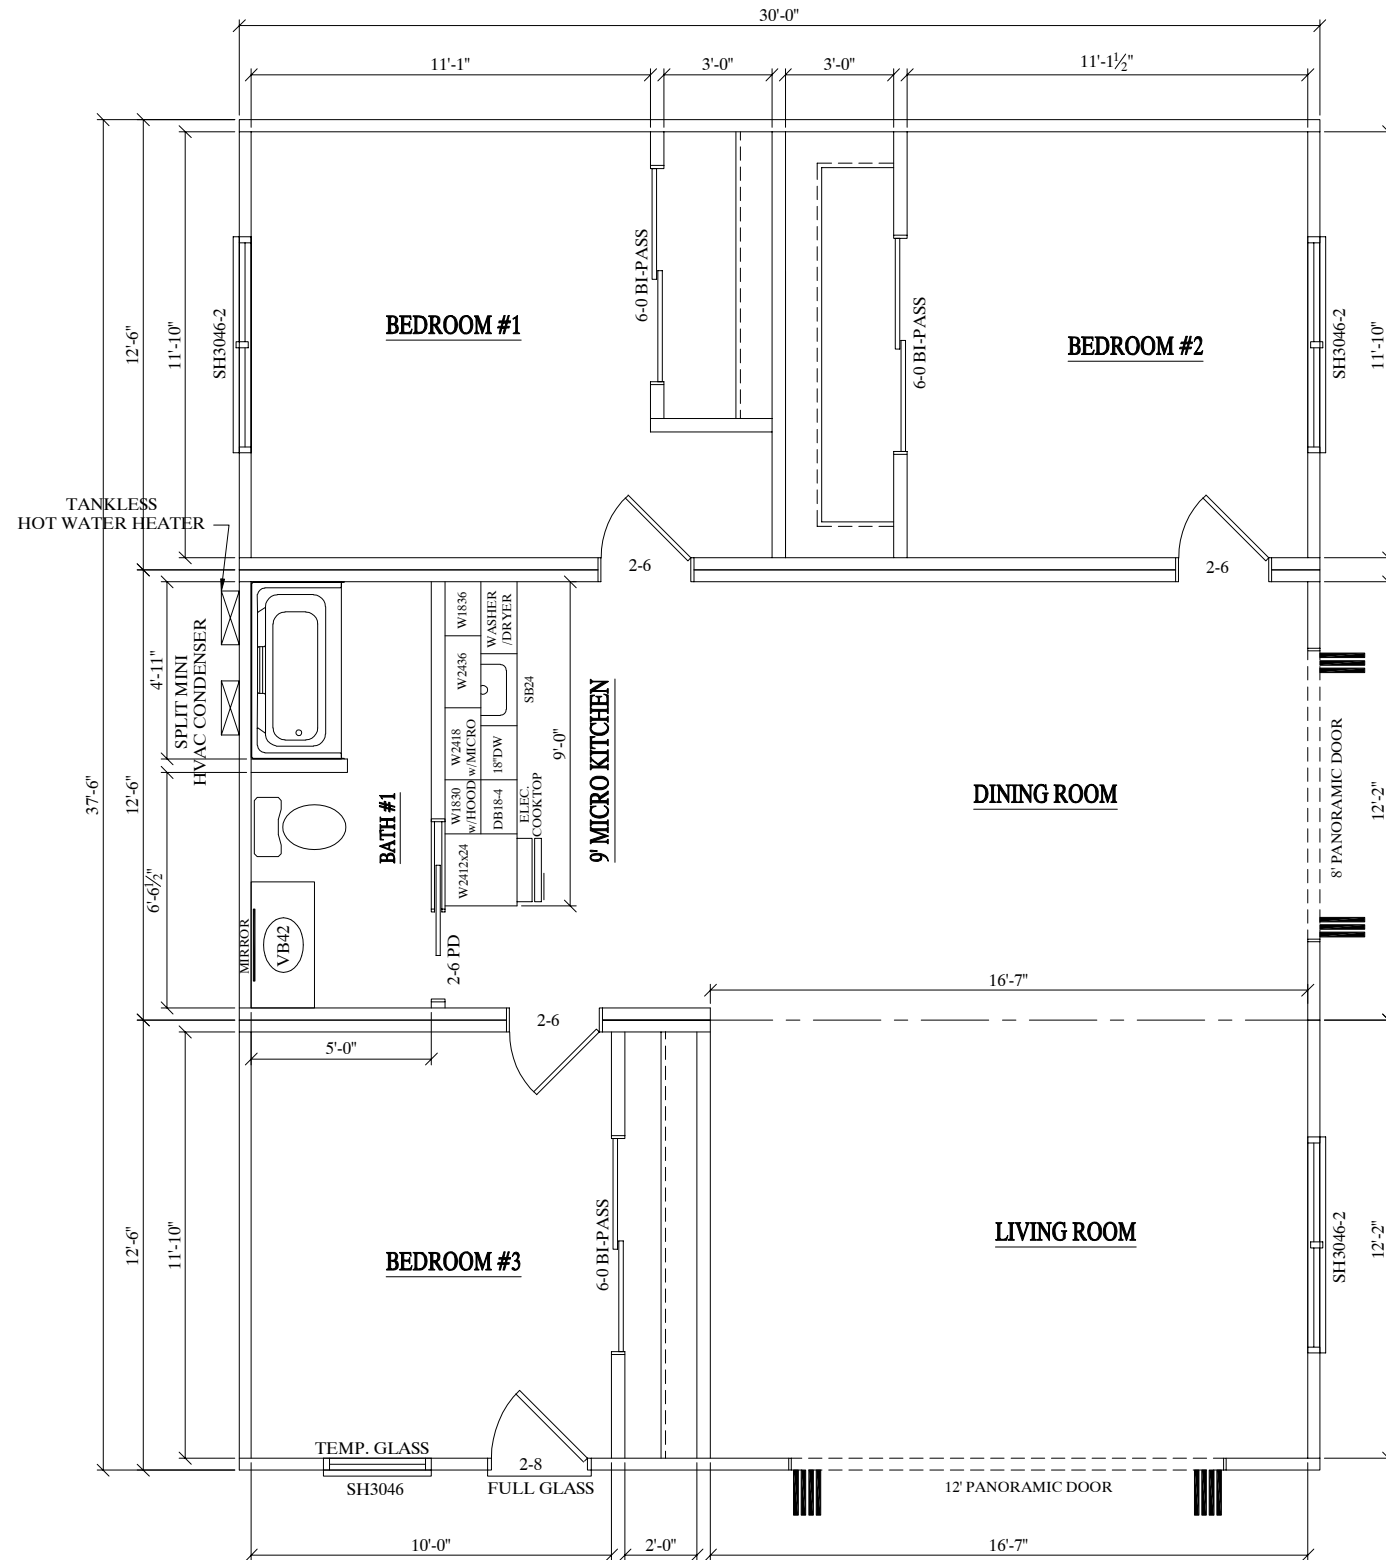 30'-0"
11'-1"
3'-0"
3'-0"
11'-1½"
37'-6"
12'-6"
11'-10"
SH3046-2
BEDROOM #1
6-0 BI-PASS
6-0 BI-PASS
BEDROOM #2
SH3046-2
11'-10"
TANKLESS
HOT WATER HEATER
2-6
2-6
12'-6"
4'-11"
SPLIT MINI
HVAC CONDENSER
6'-6½"
BATH #1
MIRROR
VB42
W1836
W2436
W2418
w/MICRO
W1830
w/HOOD
W2412x24
WASHER
/DRYER
SB24
18"DW
DB18-4
ELEC.
COOKTOP
9'-0"
9' MICRO KITCHEN
2-6 PD
DINING ROOM
8' PANORAMIC DOOR
12'-2"
16'-7"
2-6
5'-0"
12'-6"
11'-10"
BEDROOM #3
6-0 BI-PASS
LIVING ROOM
SH3046-2
12'-2"
TEMP. GLASS
SH3046
2-8
FULL GLASS
12' PANORAMIC DOOR
10'-0"
2'-0"
16'-7"